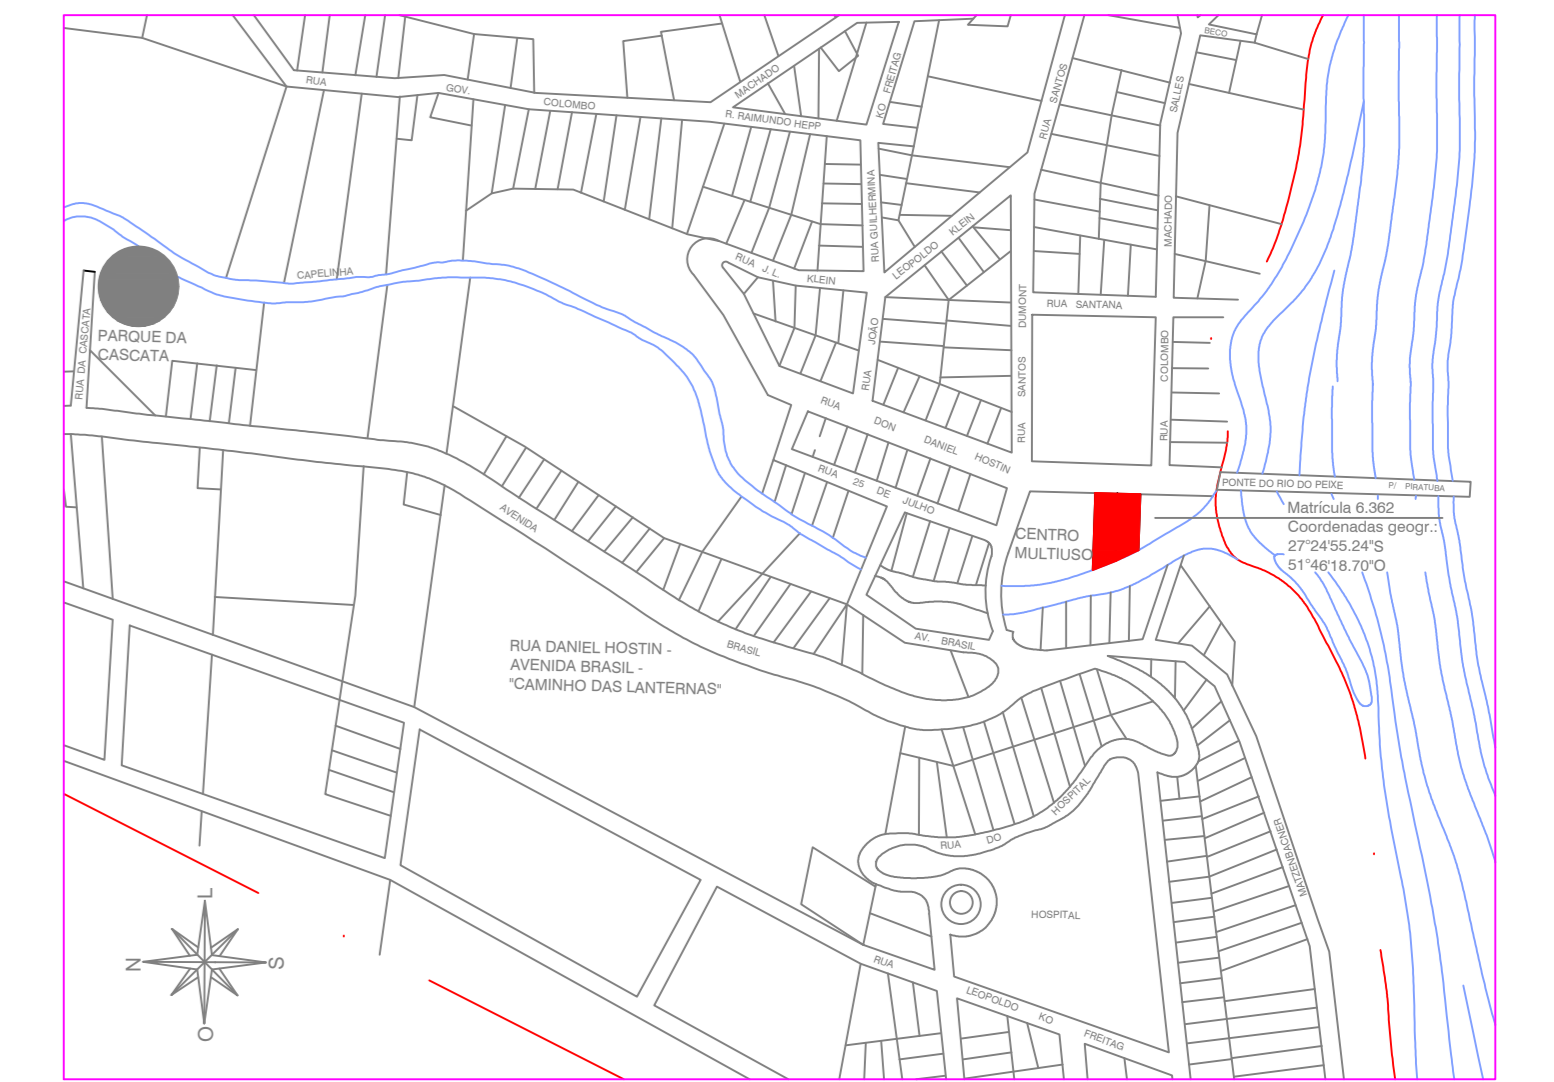 BECO
RUA
GOV.
COLOMBO
MACHADO
R. RAIMUNDO HEPP
KO FREITAG
RUA SANTOS
SALLES
MACHADO
RUA GUILHERMINA
LEOPOLDO KLEIN
RUA J. L. KLEIN
CAPELINHA
RUA SANTANA
RUA SANTOS DUMONT
RUA COLOMBO
RUA JOÃO
PARQUE DA
CASCATA
RUA DA CASCATA
RUA DON DANIEL HOSTIN
RUA 25 DE JULHO
PONTE DO RIO DO PEIXE P/ PIRATUBA
Matrícula 6.362
Coordenadas geogr.:
27°24'55.24"S
51°46'18.70"O
CENTRO
MULTIUSO
AVENIDA
BRASIL
AV. BRASIL
RUA DANIEL HOSTIN -
AVENIDA BRASIL -
"CAMINHO DAS LANTERNAS"
RUA DO HOSPITAL
MATZENBACHER
HOSPITAL
RUA
LEOPOLDO KO FREITAG
L
N
S
O